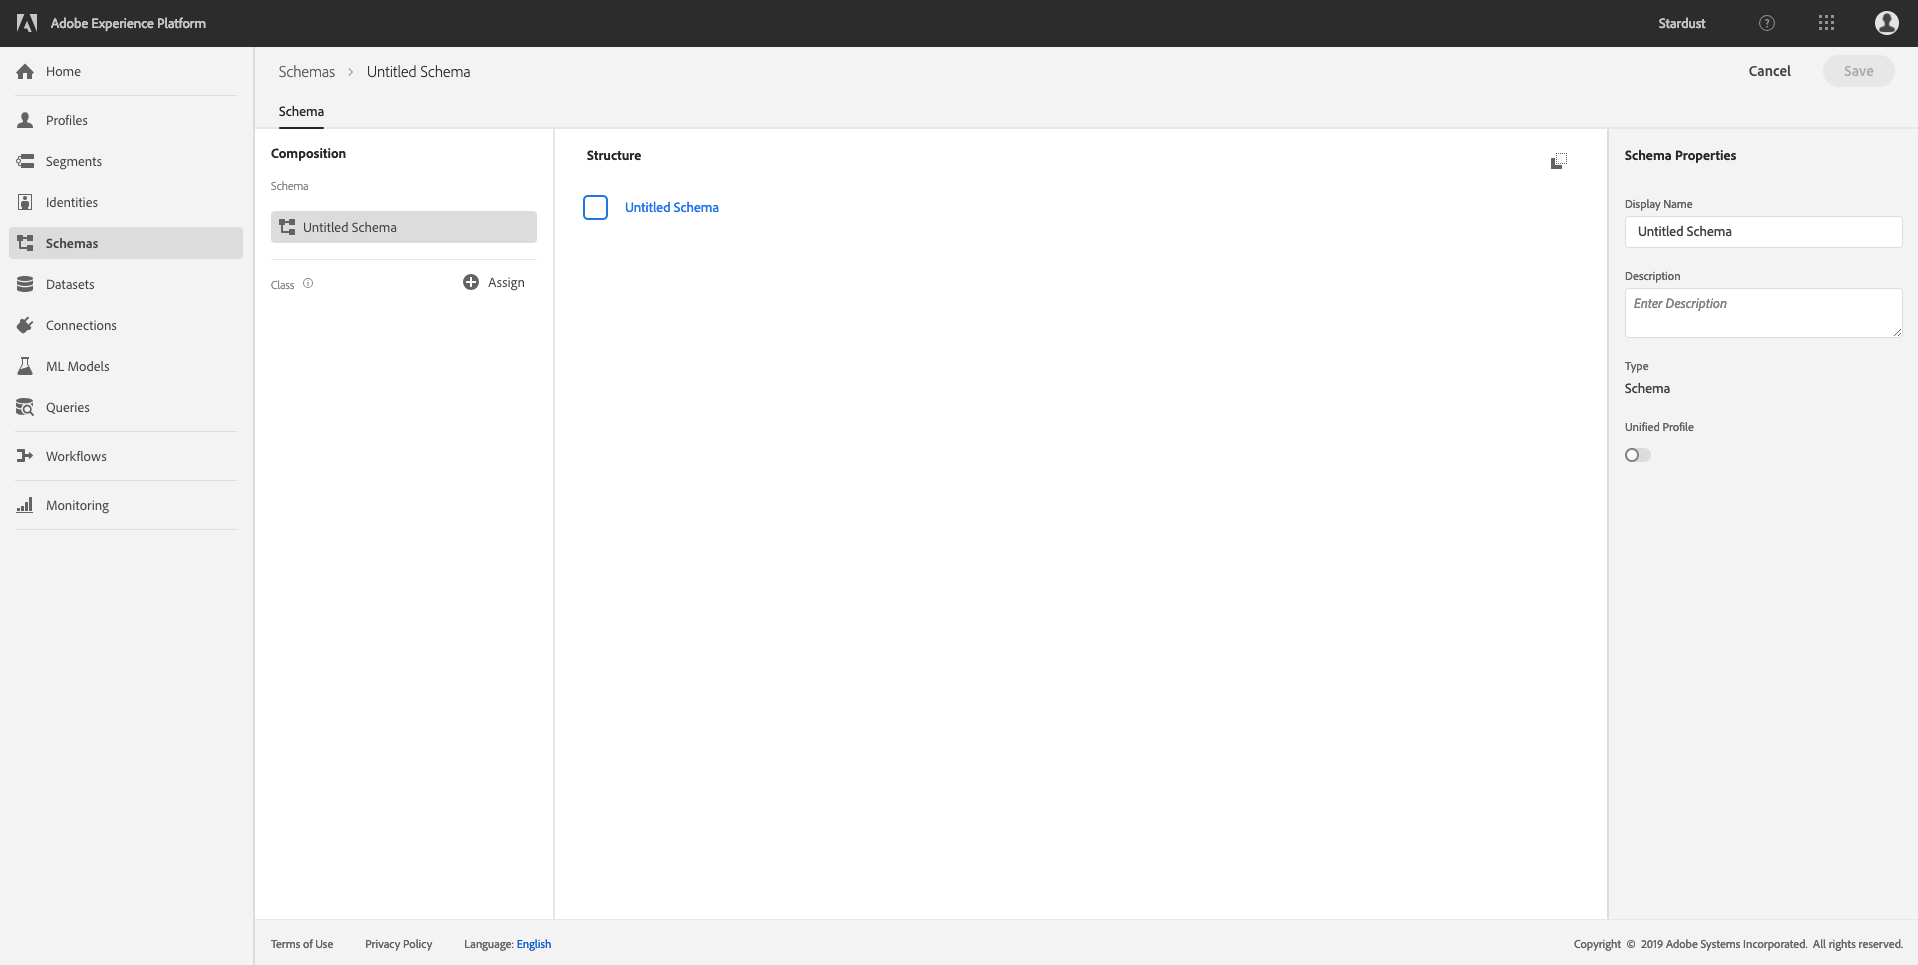 Adobe Experience Platform
Stardust
Home
Profiles
Segments
Identities
Schemas
Datasets
Connections
ML Models
Queries
Workflows
Monitoring
Schemas > Untitled Schema
Cancel
Save
Schema
Composition
Schema
Untitled Schema
Class
Assign
Structure
Untitled Schema
Schema Properties
Display Name
Untitled Schema
Description
Enter Description
Type
Schema
Unified Profile
Terms of Use
Privacy Policy
Language: English
Copyright © 2019 Adobe Systems Incorporated. All rights reserved.